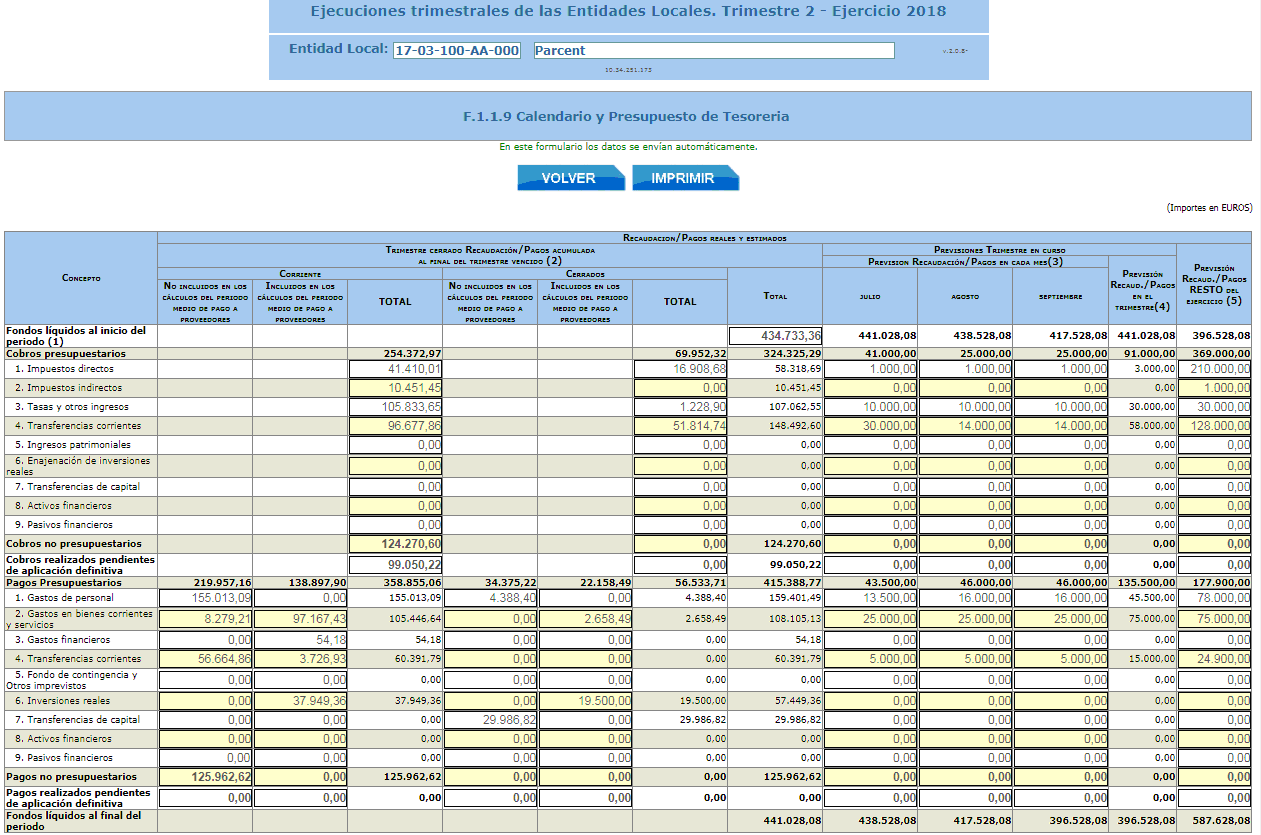 Ejecuciones trimestrales de las Entidades Locales. Trimestre 2 - Ejercicio 2018
Entidad Local: 17-03-100-AA-000 Parcent v.2.0.8-
10.34.251.173
F.1.1.9 Calendario y Presupuesto de Tesoreria
En este formulario los datos se envían automáticamente.
VOLVER IMPRIMIR
(Importes en EUROS)
Concepto
Recaudacion/Pagos reales y estimados
Trimestre cerrado Recaudación/Pagos acumulada
al final del trimestre vencido (2)
Previsiones Trimestre en curso
Corriente Cerrados
Total
Prevision Recaudación/Pagos en cada mes(3)
Previsión
Recaud./Pagos
en el
trimestre(4)
Previsión
Recaud./Pagos
RESTO del
ejercicio (5)
No incluidos en los
cálculos del periodo
medio de pago a
proveedores
Incluidos en los
cálculos del periodo
medio de pago a
proveedores
TOTAL
No incluidos en los
cálculos del periodo
medio de pago a
proveedores
Incluidos en los
cálculos del periodo
medio de pago a
proveedores
TOTAL
julio agosto septiembre
Fondos líquidos al inicio del
periodo (1) 434.733,36 441.028,08 438.528,08 417.528,08 441.028,08 396.528,08
Cobros presupuestarios 254.372,97 69.952,32 324.325,29 41.000,00 25.000,00 25.000,00 91.000,00 369.000,00
1. Impuestos directos 41.410,01 16.908,68 58.318,69 1.000,00 1.000,00 1.000,00 3.000,00 210.000,00
2. Impuestos indirectos 10.451,45 0,00 10.451,45 0,00 0,00 0,00 0,00 1.000,00
3. Tasas y otros ingresos 105.833,65 1.228,90 107.062,55 10.000,00 10.000,00 10.000,00 30.000,00 30.000,00
4. Transferencias corrientes 96.677,86 51.814,74 148.492,60 30.000,00 14.000,00 14.000,00 58.000,00 128.000,00
5. Ingresos patrimoniales 0,00 0,00 0,00 0,00 0,00 0,00 0,00 0,00
6. Enajenación de inversiones
reales 0,00 0,00 0,00 0,00 0,00 0,00 0,00 0,00
7. Transferencias de capital 0,00 0,00 0,00 0,00 0,00 0,00 0,00 0,00
8. Activos financieros 0,00 0,00 0,00 0,00 0,00 0,00 0,00 0,00
9. Pasivos financieros 0,00 0,00 0,00 0,00 0,00 0,00 0,00 0,00
Cobros no presupuestarios 124.270,60 0,00 124.270,60 0,00 0,00 0,00 0,00 0,00
Cobros realizados pendientes
de aplicación definitiva 99.050,22 0,00 99.050,22 0,00 0,00 0,00 0,00 0,00
Pagos Presupuestarios 219.957,16 138.897,90 358.855,06 34.375,22 22.158,49 56.533,71 415.388,77 43.500,00 46.000,00 46.000,00 135.500,00 177.900,00
1. Gastos de personal 155.013,09 0,00 155.013,09 4.388,40 0,00 4.388,40 159.401,49 13.500,00 16.000,00 16.000,00 45.500,00 78.000,00
2. Gastos en bienes corrientes
y servicios 8.279,21 97.167,43 105.446,64 0,00 2.658,49 2.658,49 108.105,13 25.000,00 25.000,00 25.000,00 75.000,00 75.000,00
3. Gastos financieros 0,00 54,18 54,18 0,00 0,00 0,00 54,18 0,00 0,00 0,00 0,00 0,00
4. Transferencias corrientes 56.664,86 3.726,93 60.391,79 0,00 0,00 0,00 60.391,79 5.000,00 5.000,00 5.000,00 15.000,00 24.900,00
5. Fondo de contingencia y
Otros imprevistos 0,00 0,00 0,00 0,00 0,00 0,00 0,00 0,00 0,00 0,00 0,00 0,00
6. Inversiones reales 0,00 37.949,36 37.949,36 0,00 19.500,00 19.500,00 57.449,36 0,00 0,00 0,00 0,00 0,00
7. Transferencias de capital 0,00 0,00 0,00 29.986,82 0,00 29.986,82 29.986,82 0,00 0,00 0,00 0,00 0,00
8. Activos financieros 0,00 0,00 0,00 0,00 0,00 0,00 0,00 0,00 0,00 0,00 0,00 0,00
9. Pasivos financieros 0,00 0,00 0,00 0,00 0,00 0,00 0,00 0,00 0,00 0,00 0,00 0,00
Pagos no presupuestarios 125.962,62 0,00 125.962,62 0,00 0,00 0,00 125.962,62 0,00 0,00 0,00 0,00 0,00
Pagos realizados pendientes
de aplicación definitiva 0,00 0,00 0,00 0,00 0,00 0,00 0,00 0,00 0,00 0,00 0,00 0,00
Fondos líquidos al final del
periodo 441.028,08 438.528,08 417.528,08 396.528,08 396.528,08 587.628,08